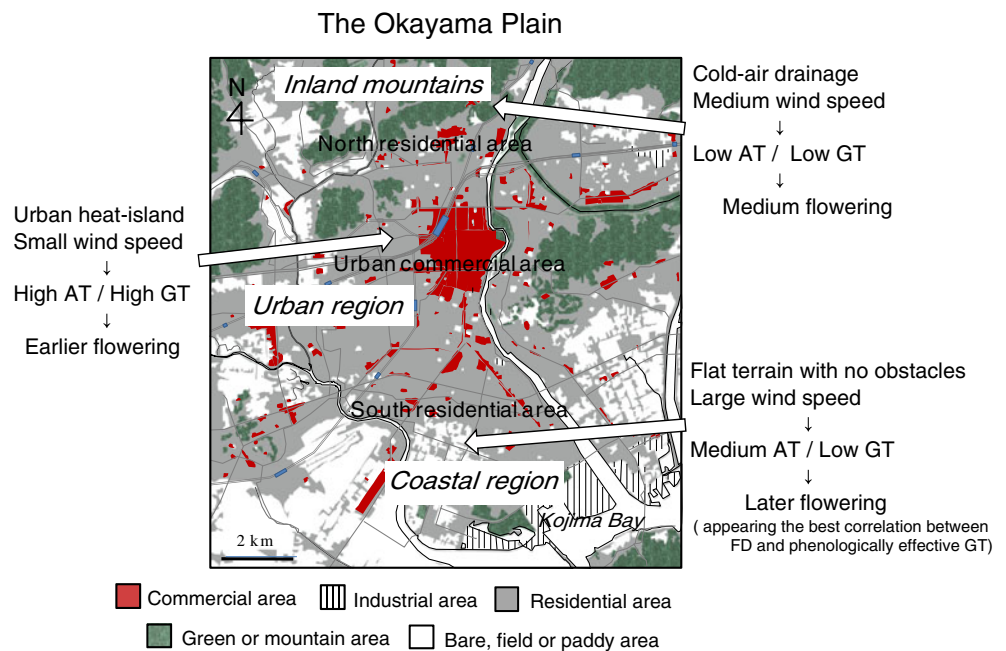 The Okayama Plain
N
Inland mountains
North residential area
Urban commercial area
Urban region
South residential area
Coastal region
Kojima Bay
2 km
Cold-air drainage
Medium wind speed
↓
Low AT / Low GT
↓
Medium flowering
Urban heat-island
Small wind speed
↓
High AT / High GT
↓
Earlier flowering
Flat terrain with no obstacles
Large wind speed
↓
Medium AT / Low GT
↓
Later flowering
( appearing the best correlation between
FD and phenologically effective GT)
Commercial area
Industrial area
Residential area
Green or mountain area
Bare, field or paddy area